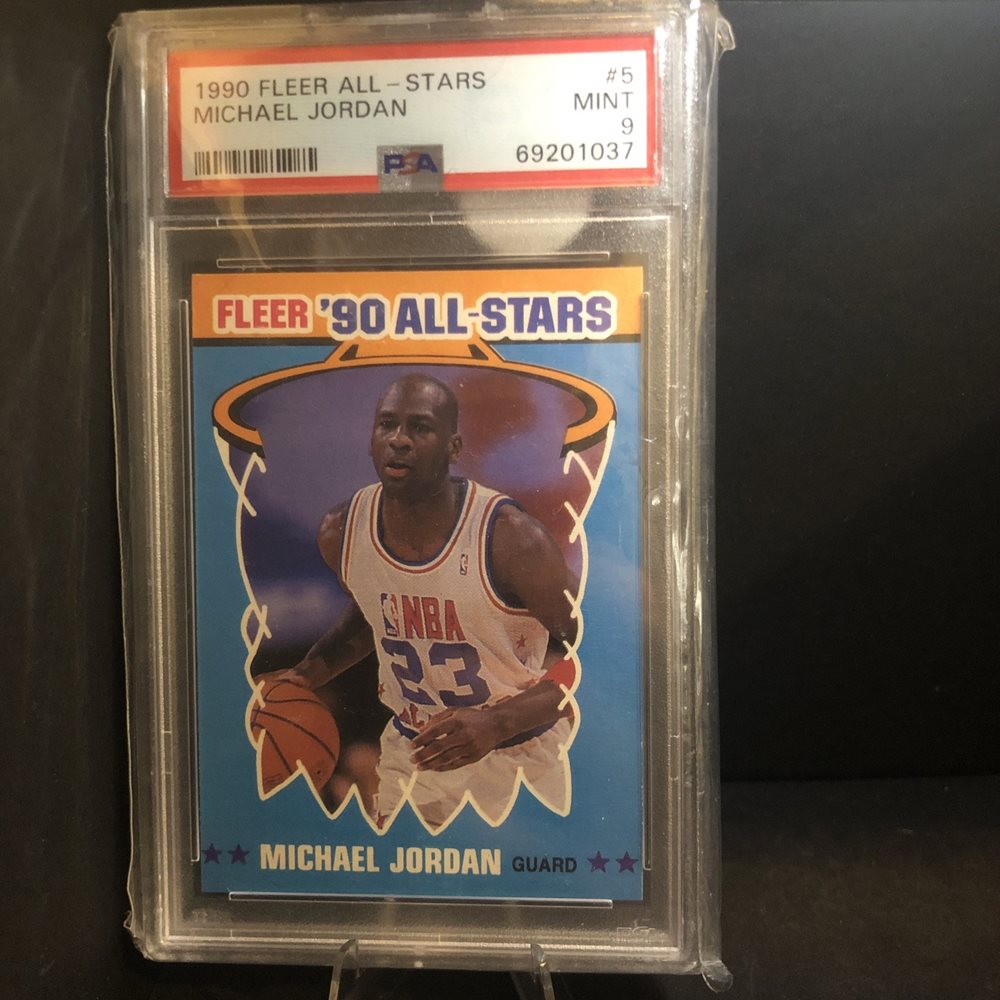 1990 FLEER ALL-STARS #5
MICHAEL JORDAN MINT
9
PSA 69201037
FLEER '90 ALL-STARS
NBA
23
MICHAEL JORDAN GUARD